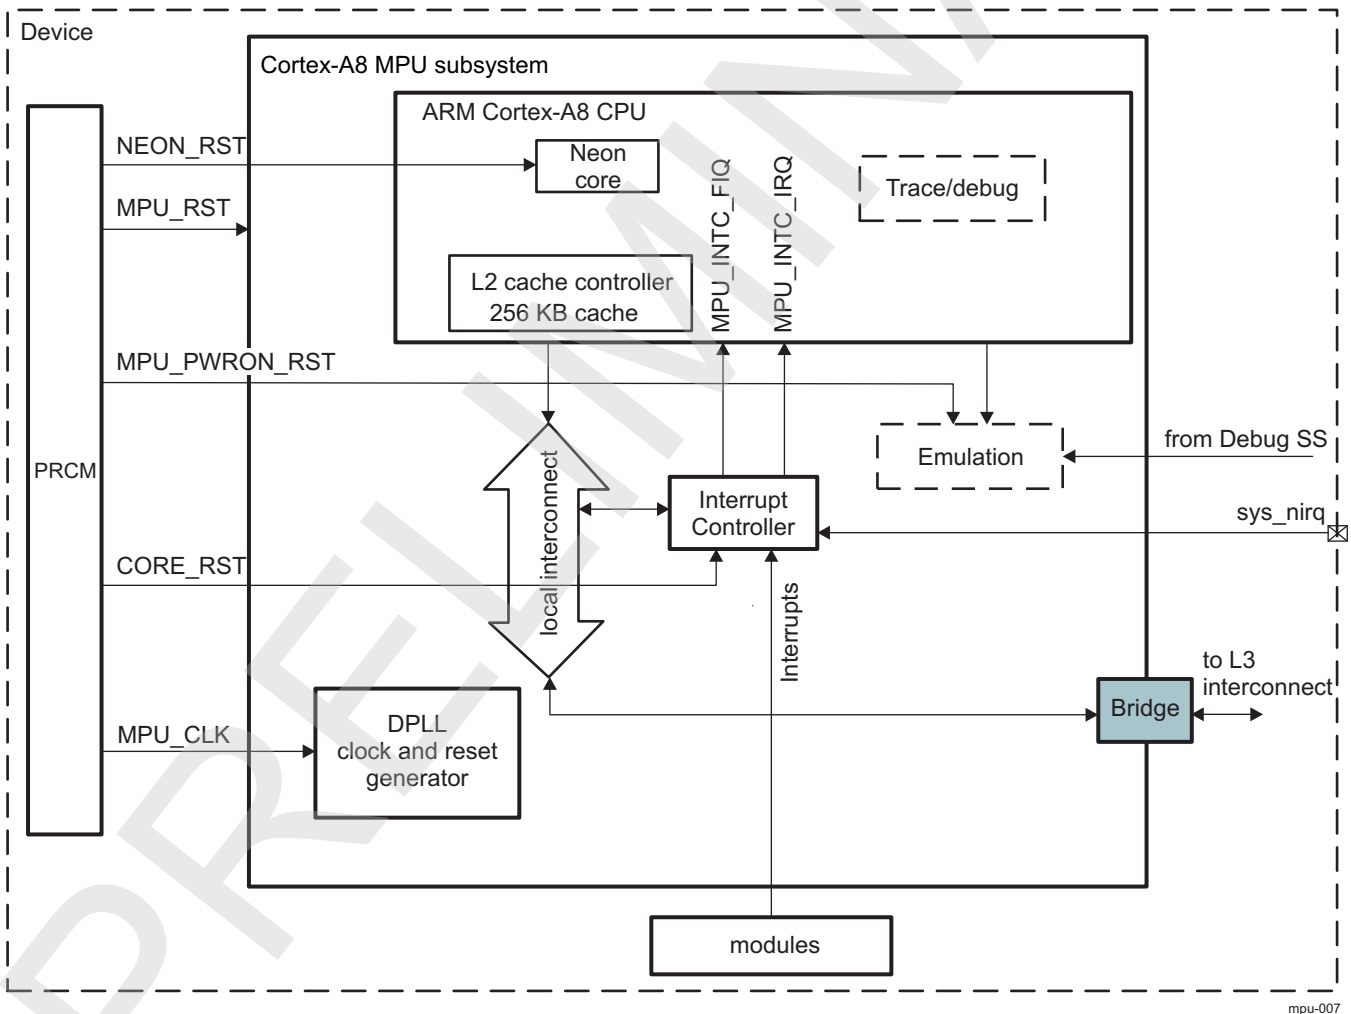 Device
Cortex-A8 MPU subsystem
ARM Cortex-A8 CPU
NEON_RST
Neon
core
MPU_INTC_FIQ
MPU_INTC_IRQ
Trace/debug
MPU_RST
L2 cache controller
256 KB cache
MPU_PWRON_RST
PRCM
local interconnect
Interrupt
Controller
Emulation
from Debug SS
sys_nirq
CORE_RST
Interrupts
to L3
interconnect
Bridge
MPU_CLK
DPLL
clock and reset
generator
modules
mpu-007
PRELIMINA